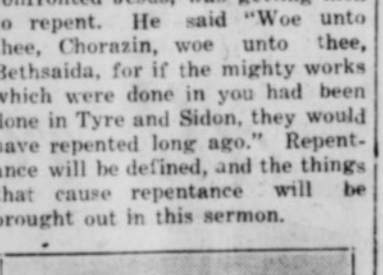 to repent. He said "Woe unto
thee, Chorazin, woe unto thee,
Bethsaida, for if the mighty works
which were done in you had been
done in Tyre and Sidon, they would
have repented long ago." Repent-
ance will be defined, and the things
that cause repentance will be
brought out in this sermon.